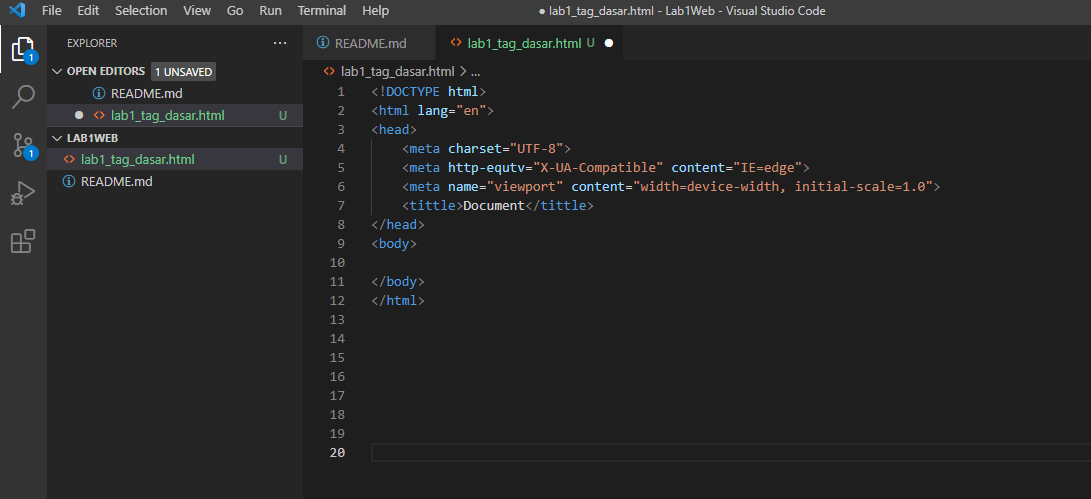 File Edit Selection View Go Run Terminal Help ● lab1_tag_dasar.html - Lab1Web - Visual Studio Code
EXPLORER ···
OPEN EDITORS 1 UNSAVED
README.md
● <> lab1_tag_dasar.html U
LAB1WEB
<> lab1_tag_dasar.html U
README.md
1
1
README.md
<> lab1_tag_dasar.html U ●
<> lab1_tag_dasar.html > ...
1 <!DOCTYPE html>
2 <html lang="en">
3 <head>
4 <meta charset="UTF-8">
5 <meta http-equtv="X-UA-Compatible" content="IE=edge">
6 <meta name="viewport" content="width=device-width, initial-scale=1.0">
7 <tittle>Document</tittle>
8 </head>
9 <body>
10
11 </body>
12 </html>
13
14
15
16
17
18
19
20